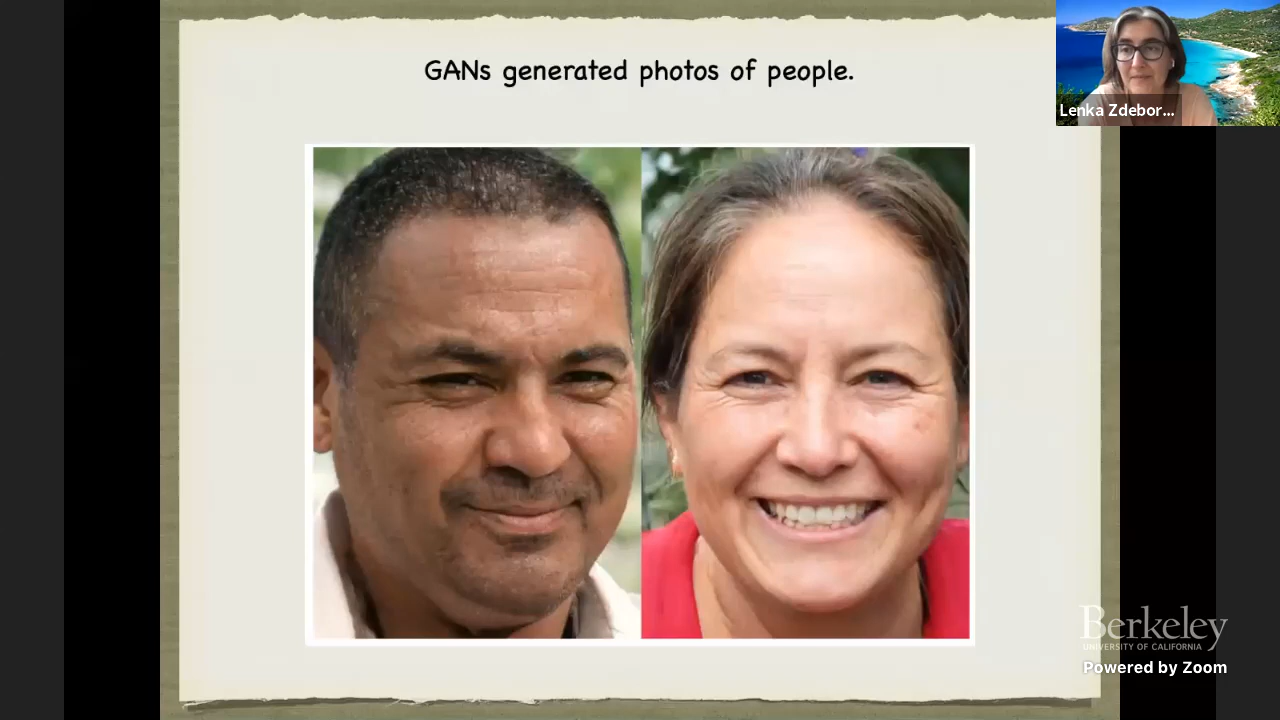 GANs generated photos of people.
Lenka Zdebor...
Berkeley
UNIVERSITY OF CALIFORNIA
Powered by Zoom